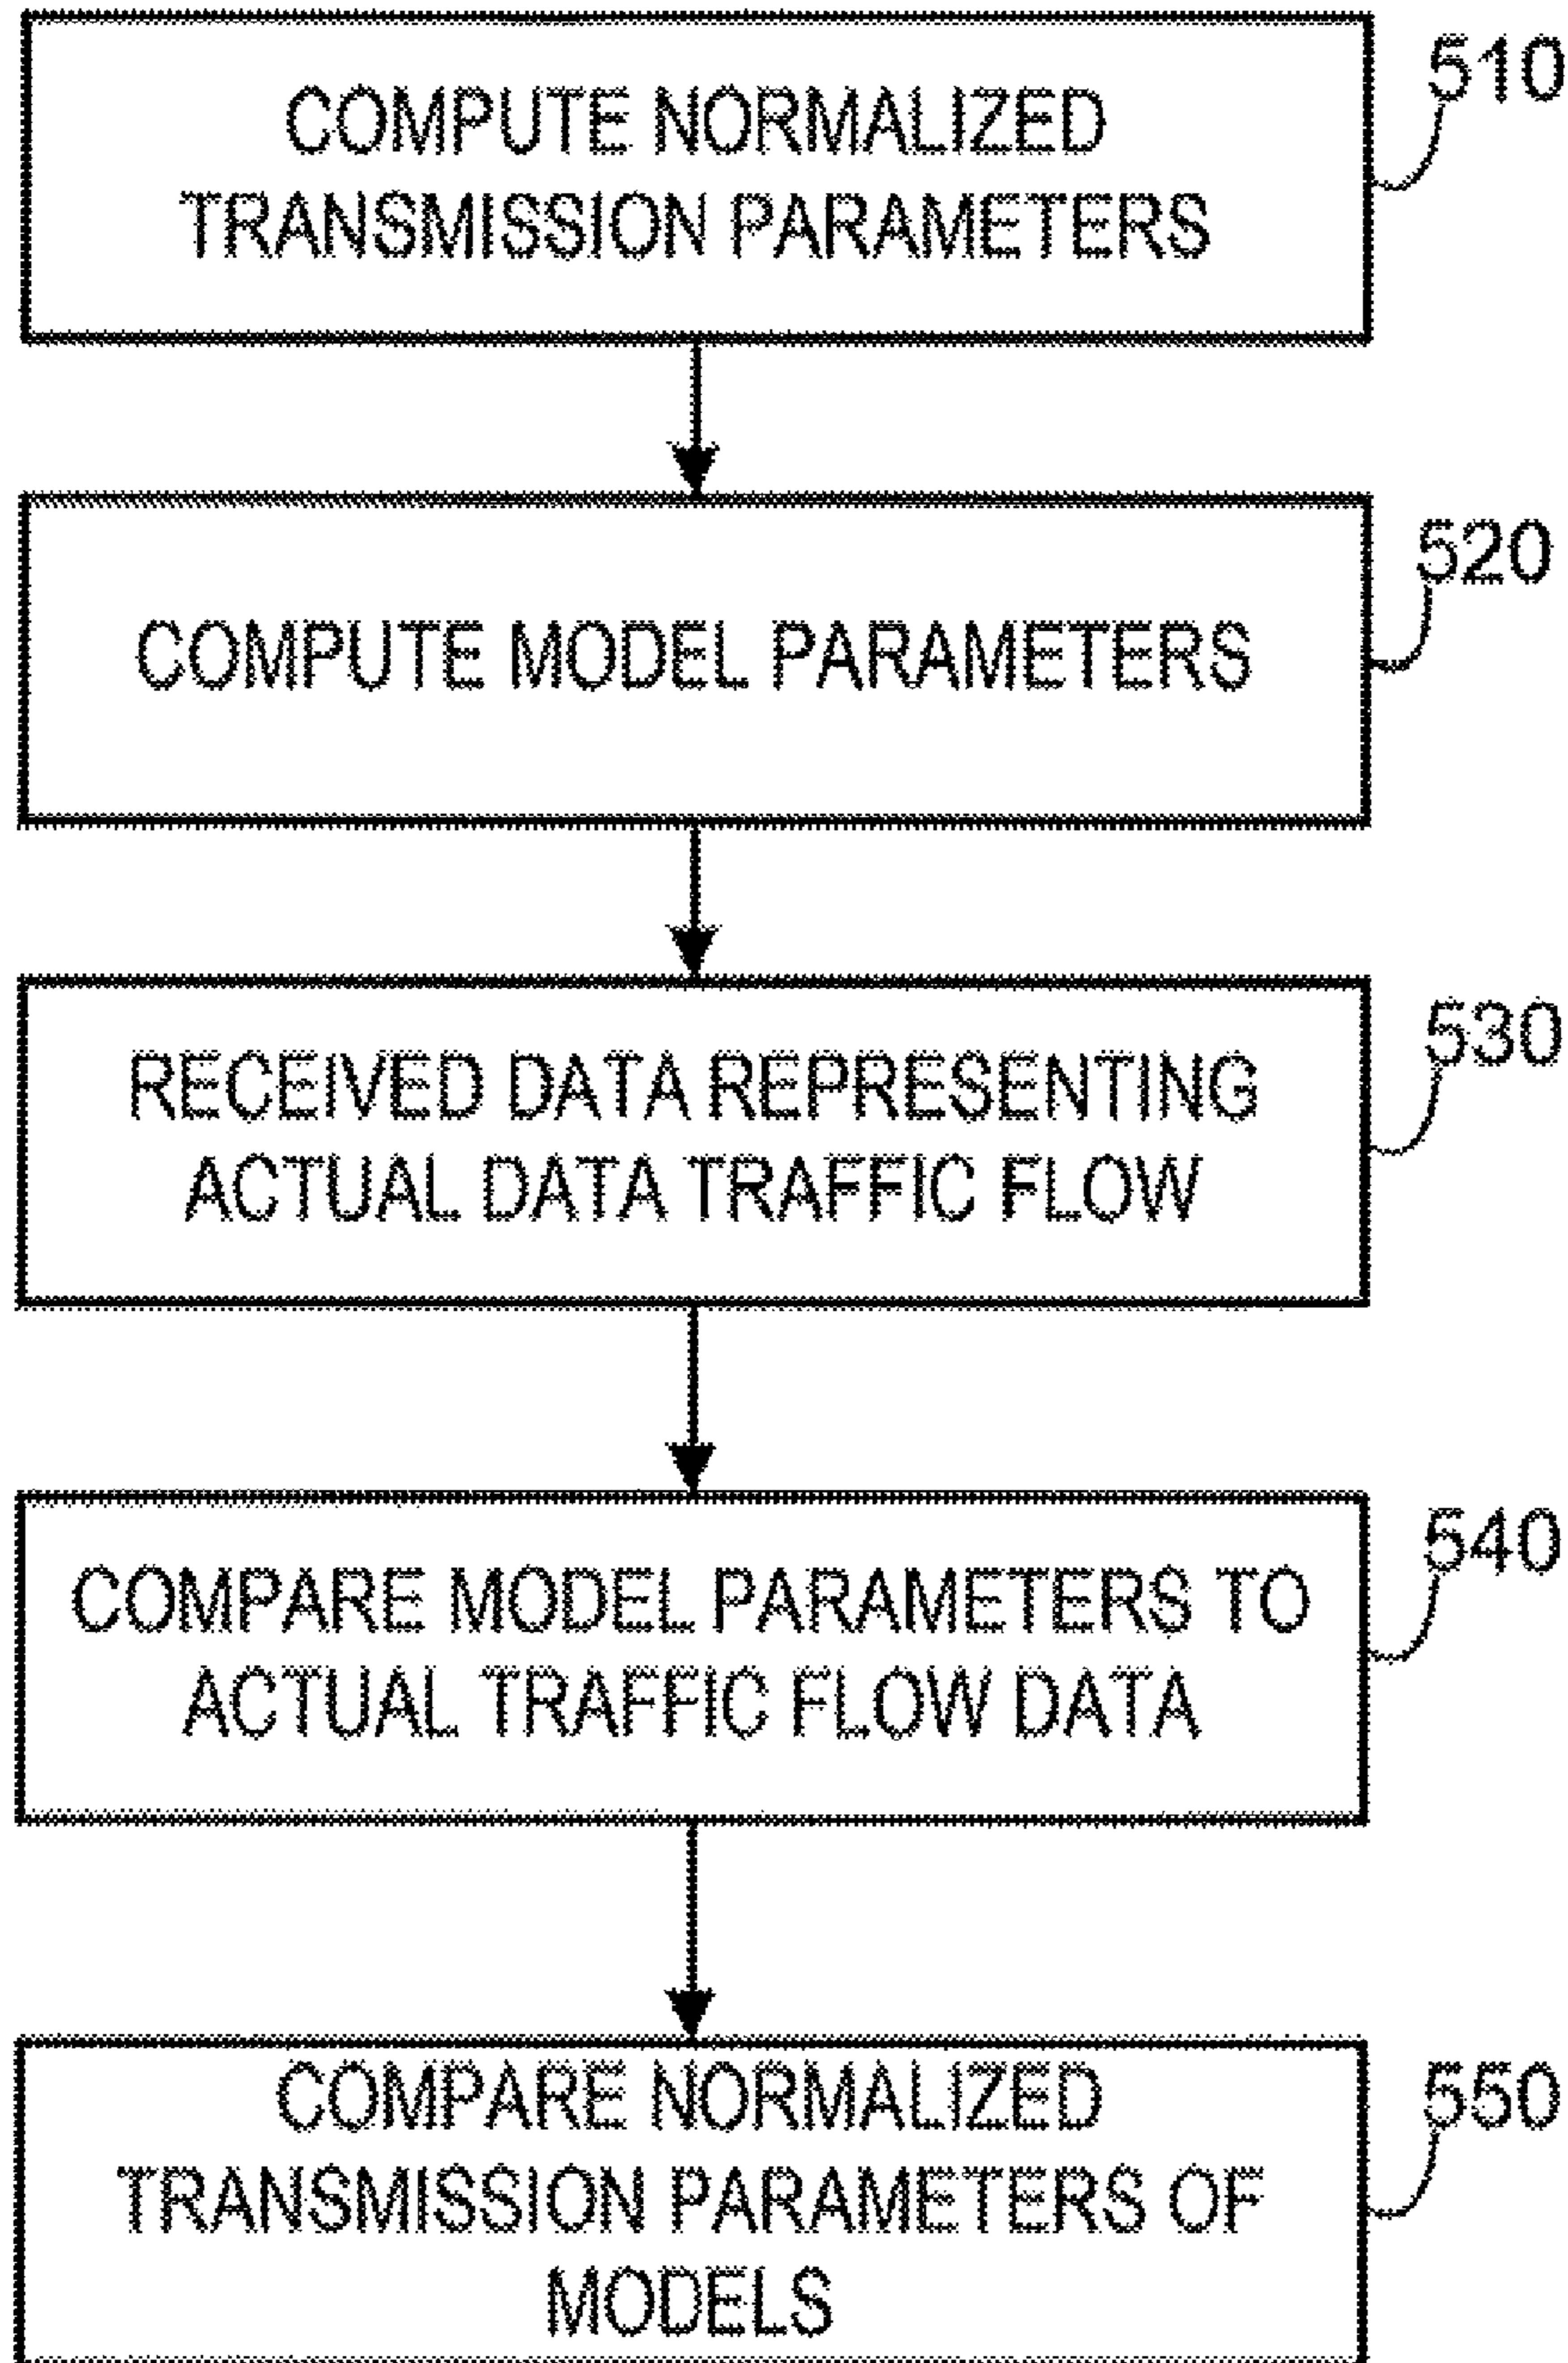 COMPUTE NORMALIZED
TRANSMISSION PARAMETERS
510
COMPUTE MODEL PARAMETERS
520
RECEIVED DATA REPRESENTING
ACTUAL DATA TRAFFIC FLOW
530
COMPARE MODEL PARAMETERS TO
ACTUAL TRAFFIC FLOW DATA
540
COMPARE NORMALIZED
TRANSMISSION PARAMETERS OF
MODELS
550